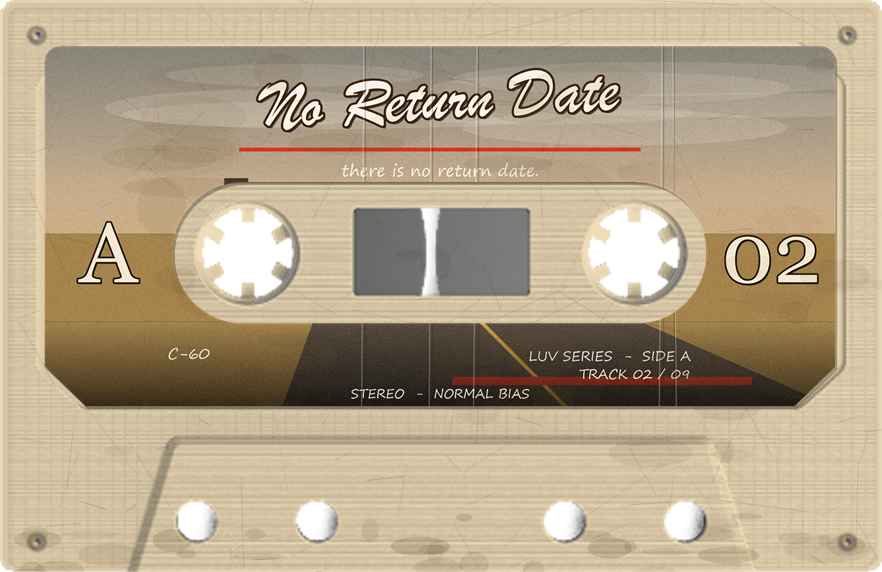 No Return Date
there is no return date.
A
02
C-60
LUV SERIES - SIDE A
TRACK 02 / 09
STEREO - NORMAL BIAS